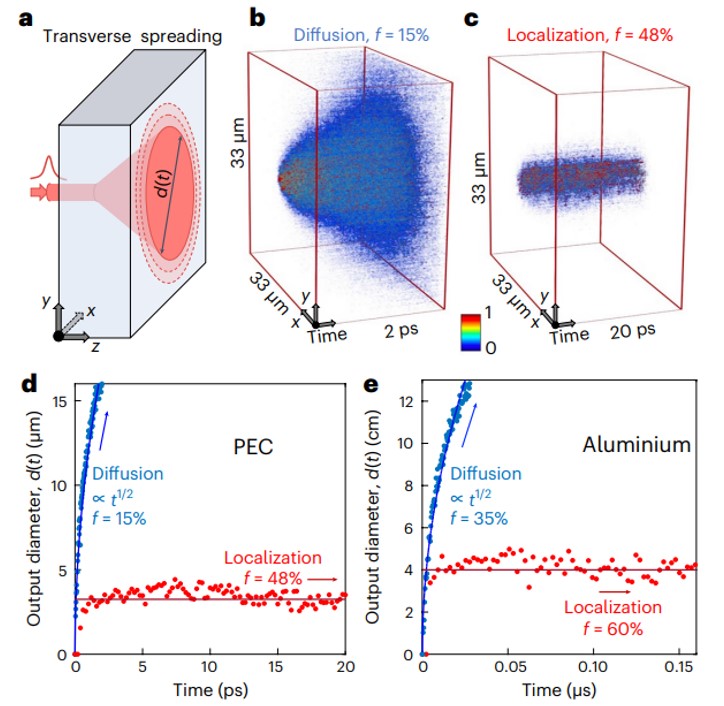 a
Transverse spreading
d(t)
y
x
z
b
Diffusion, f = 15%
33 µm
33 µm
y
x
Time
2 ps
1
0
c
Localization, f = 48%
33 µm
33 µm
y
x
Time
20 ps
d
Output diameter, d(t) (µm)
15
10
5
0
PEC
Diffusion
∝ t^1/2
f = 15%
Localization
f = 48%
0
5
10
15
20
Time (ps)
e
Output diameter, d(t) (cm)
12
10
8
6
4
2
0
Aluminium
Diffusion
∝ t^1/2
f = 35%
Localization
f = 60%
0
0.05
0.10
0.15
Time (µs)